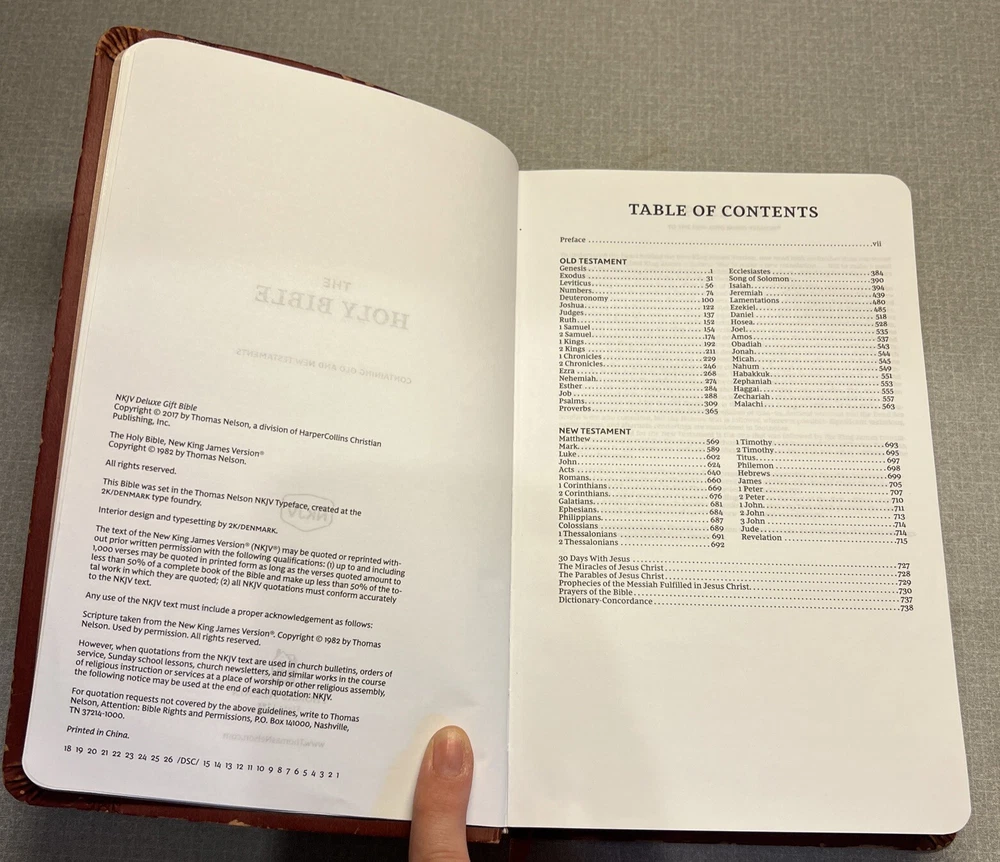 THE
HOLY BIBLE
CONTAINING OLD AND NEW TESTAMENTS
NKJV Deluxe Gift Bible
Copyright © 2017 by Thomas Nelson, a division of HarperCollins Christian
Publishing, Inc.
The Holy Bible, New King James Version®
Copyright © 1982 by Thomas Nelson.
All rights reserved.
This Bible was set in the Thomas Nelson NKJV Typeface, created at the
2K/DENMARK type foundry.
NKJV
Interior design and typesetting by 2K/DENMARK.
The text of the New King James Version® (NKJV®) may be quoted or reprinted with-
out prior written permission with the following qualifications: (1) up to and including
1,000 verses may be quoted in printed form as long as the verses quoted amount to
less than 50% of a complete book of the Bible and make up less than 50% of the to-
tal work in which they are quoted; (2) all NKJV quotations must conform accurately
to the NKJV text.
Any use of the NKJV text must include a proper acknowledgement as follows:
Scripture taken from the New King James Version®. Copyright © 1982 by Thomas
Nelson. Used by permission. All rights reserved.
However, when quotations from the NKJV text are used in church bulletins, orders of
service, Sunday school lessons, church newsletters, and similar works in the course
of religious instruction or services at a place of worship or other religious assembly,
the following notice may be used at the end of each quotation: NKJV.
For quotation requests not covered by the above guidelines, write to Thomas
Nelson, Attention: Bible Rights and Permissions, P.O. Box 141000, Nashville,
TN 37214-1000.
www.ThomasNelson.com
Printed in China.
18 19 20 21 22 23 24 25 26 /DSC/ 15 14 13 12 11 10 9 8 7 6 5 4 3 2 1
TABLE OF CONTENTS
Preface ... vii
OLD TESTAMENT
Genesis ... 1
Exodus ... 31
Leviticus ... 56
Numbers ... 74
Deuteronomy ... 100
Joshua ... 122
Judges ... 137
Ruth ... 152
1 Samuel ... 154
2 Samuel ... 174
1 Kings ... 192
2 Kings ... 211
1 Chronicles ... 229
2 Chronicles ... 246
Ezra ... 268
Nehemiah ... 274
Esther ... 284
Job ... 288
Psalms ... 309
Proverbs ... 365
Ecclesiastes ... 384
Song of Solomon ... 390
Isaiah ... 394
Jeremiah ... 439
Lamentations ... 480
Ezekiel ... 485
Daniel ... 518
Hosea ... 528
Joel ... 535
Amos ... 537
Obadiah ... 543
Jonah ... 544
Micah ... 545
Nahum ... 549
Habakkuk ... 551
Zephaniah ... 553
Haggai ... 555
Zechariah ... 557
Malachi ... 563
NEW TESTAMENT
Matthew ... 569
Mark ... 589
Luke ... 602
John ... 624
Acts ... 640
Romans ... 660
1 Corinthians ... 669
2 Corinthians ... 676
Galatians ... 681
Ephesians ... 684
Philippians ... 687
Colossians ... 689
1 Thessalonians ... 691
2 Thessalonians ... 692
1 Timothy ... 693
2 Timothy ... 695
Titus ... 697
Philemon ... 698
Hebrews ... 699
James ... 705
1 Peter ... 707
2 Peter ... 710
1 John ... 711
2 John ... 713
3 John ... 714
Jude ... 714
Revelation ... 715
30 Days With Jesus ... 727
The Miracles of Jesus Christ ... 728
The Parables of Jesus Christ ... 729
Prophecies of the Messiah Fulfilled in Jesus Christ ... 730
Prayers of the Bible ... 737
Dictionary-Concordance ... 738